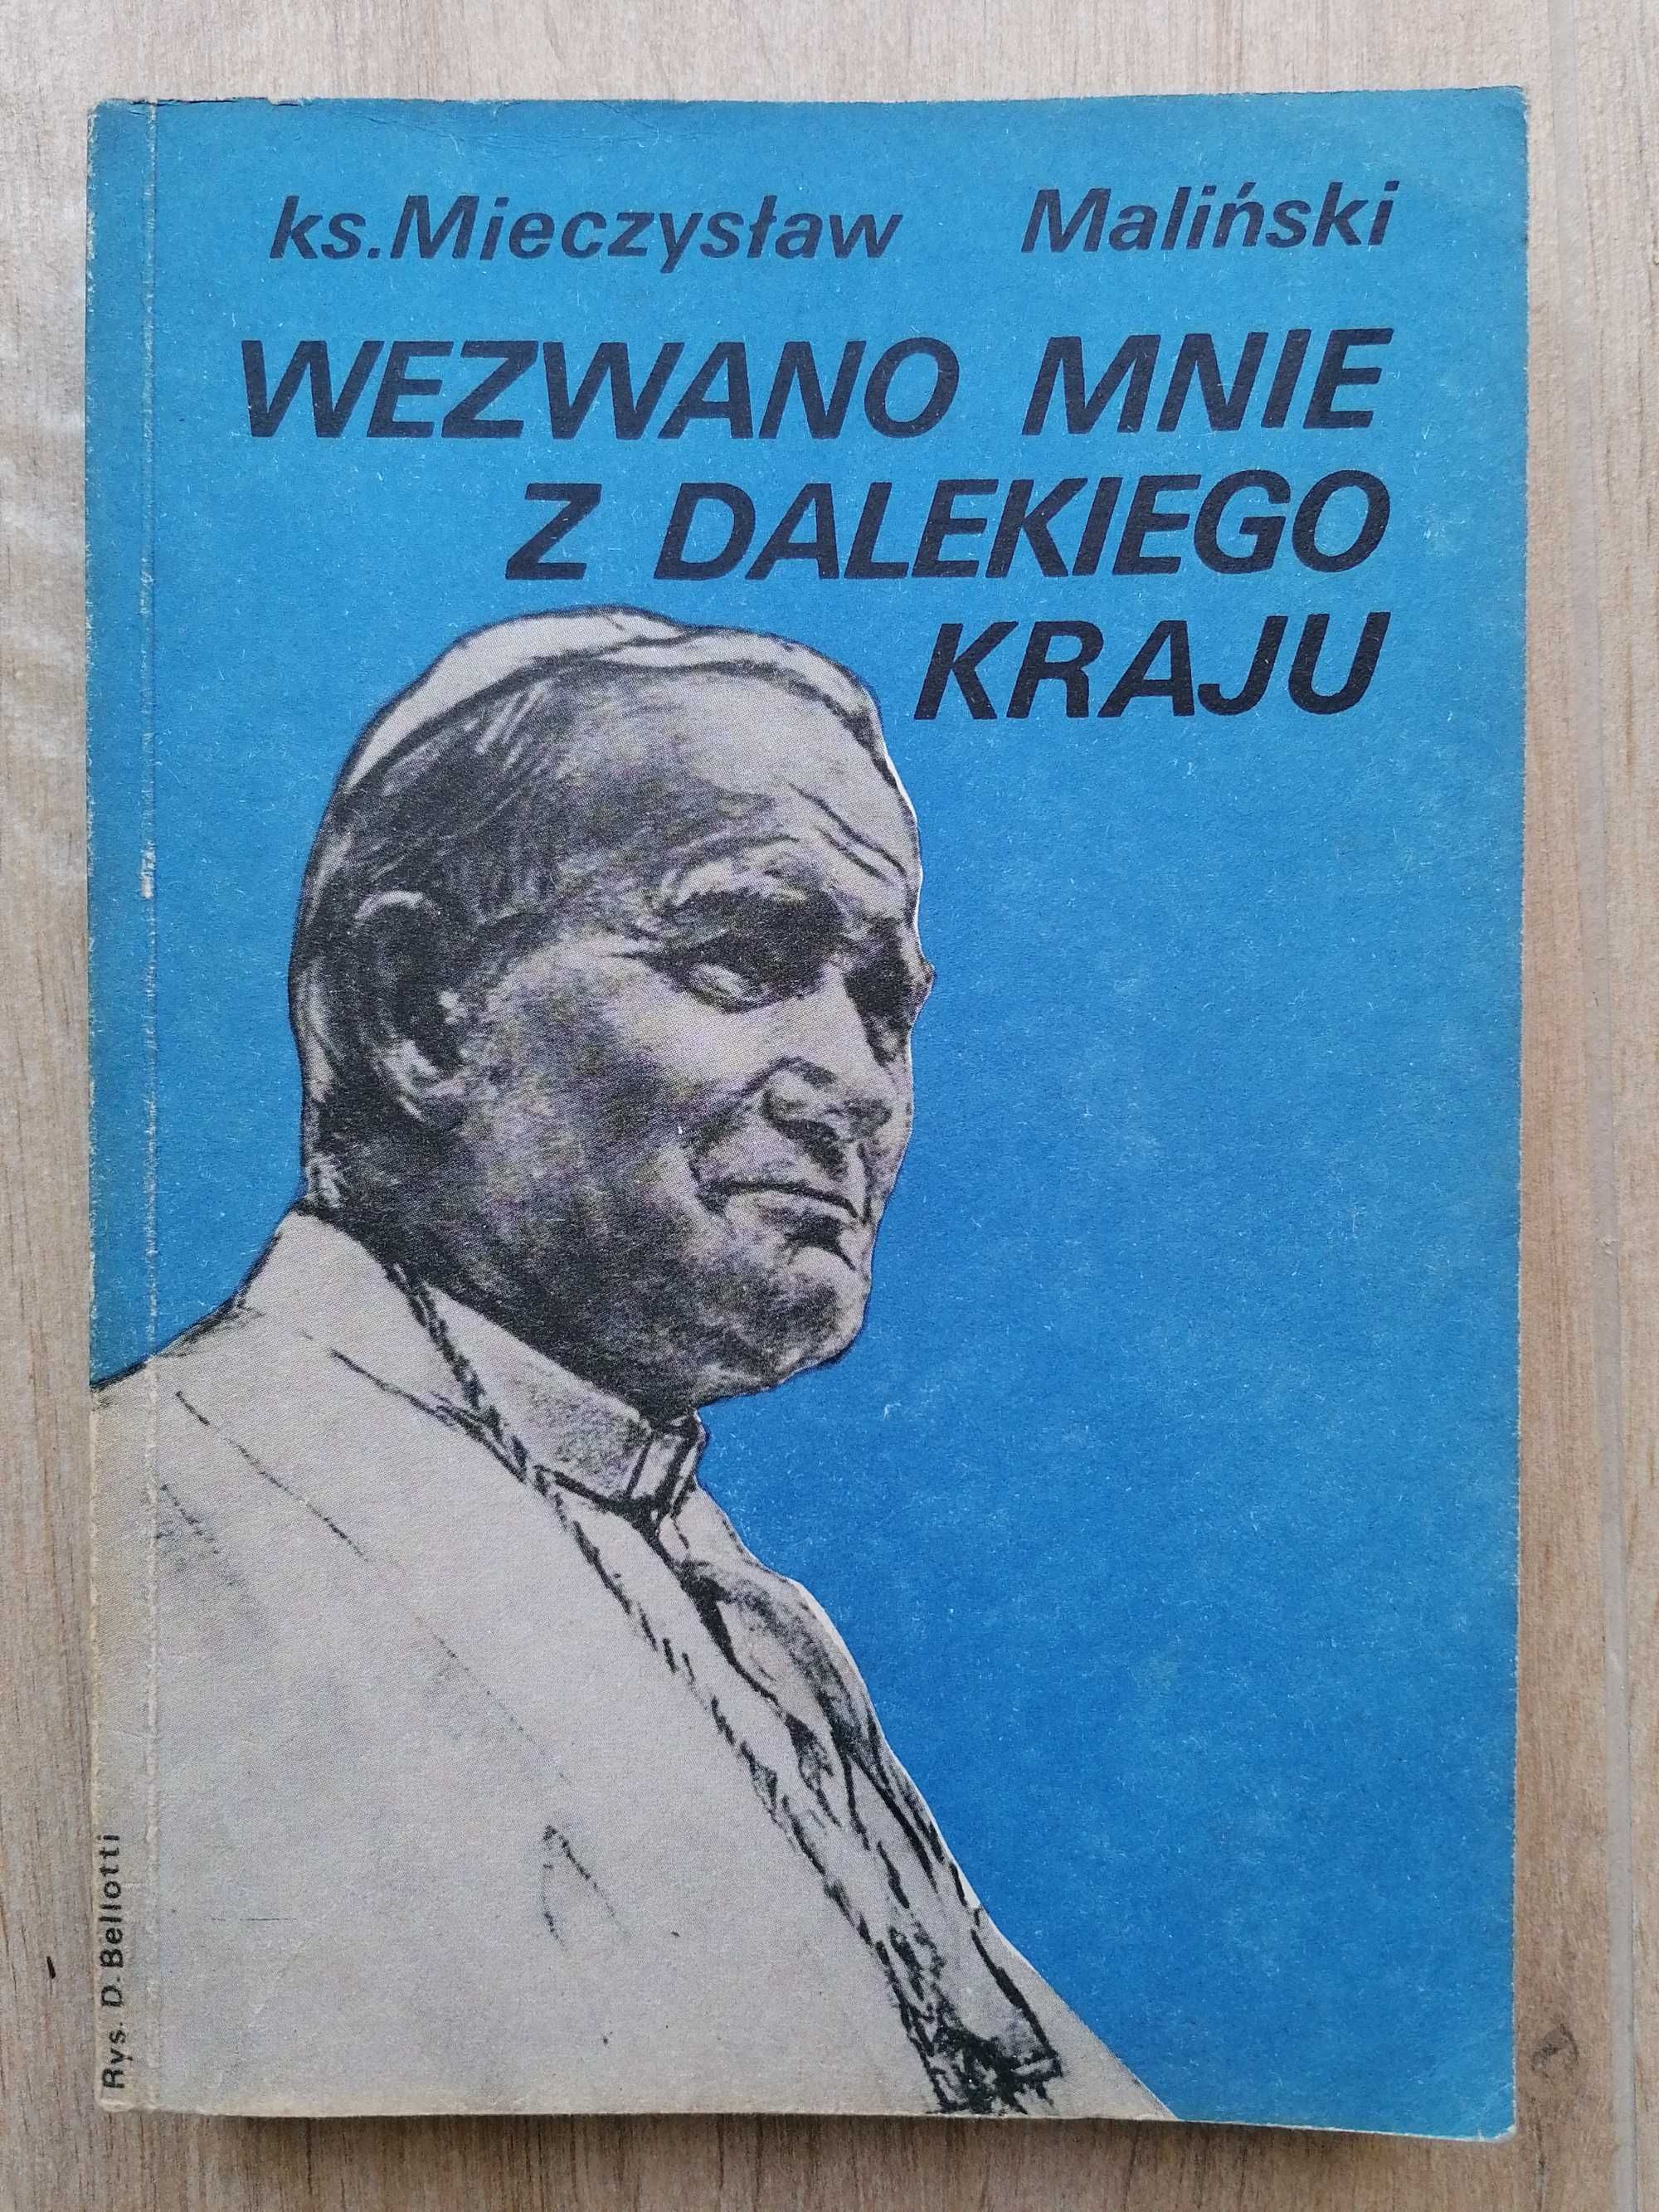 ks.Mieczysław Maliński
WEZWANO MNIE
Z DALEKIEGO
KRAJU
Rys. D.Bellotti